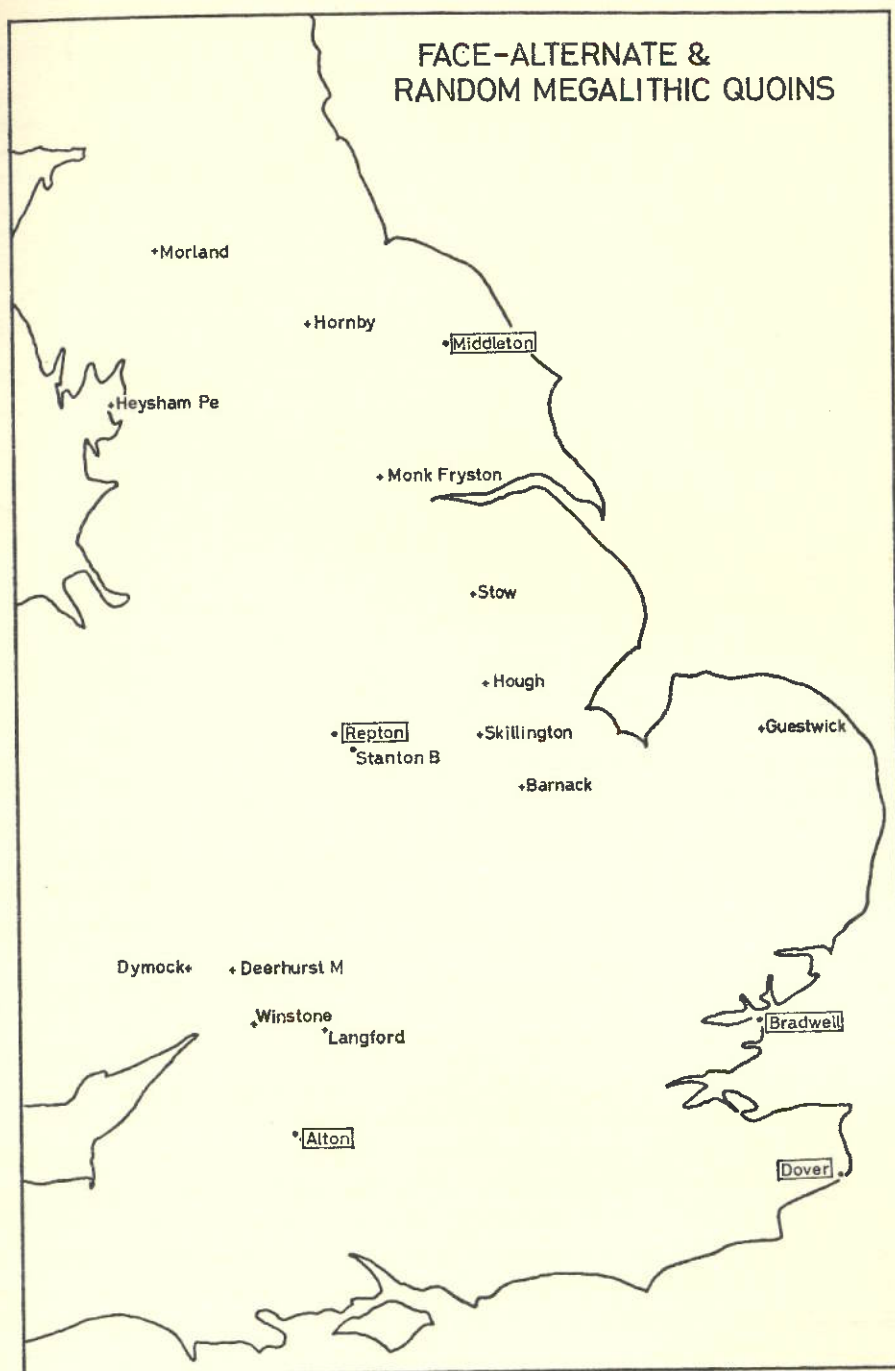 FACE-ALTERNATE &
RANDOM MEGALITHIC QUOINS
Morland
Hornby
Middleton
Heysham Pe
Monk Fryston
Stow
Hough
Repton
Skillington
Guestwick
Stanton B
Barnack
Dymock
Deerhurst M
Winstone
Langford
Bradwell
Alton
Dover